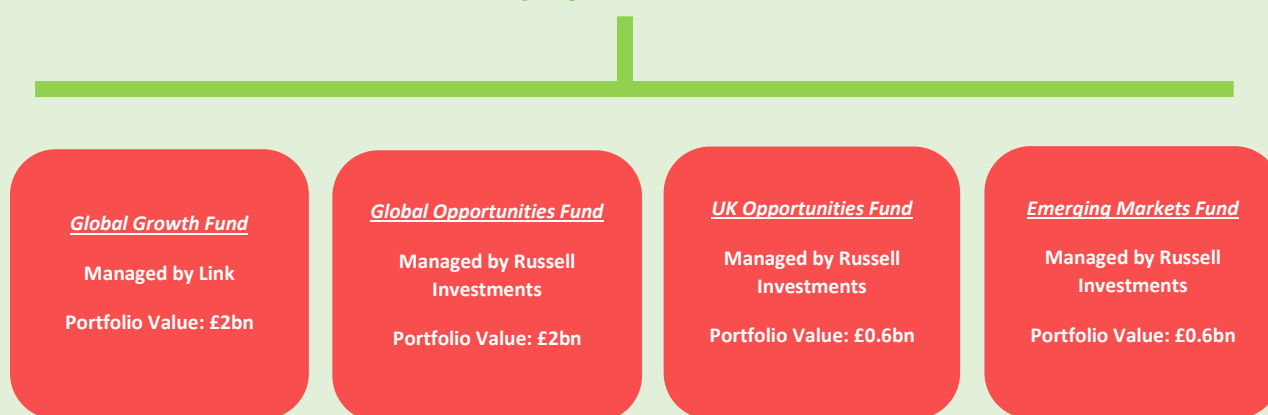 Global Growth Fund
Managed by Link
Portfolio Value: £2bn
Global Opportunities Fund
Managed by Russell
Investments
Portfolio Value: £2bn
UK Opportunities Fund
Managed by Russell
Investments
Portfolio Value: £0.6bn
Emerging Markets Fund
Managed by Russell
Investments
Portfolio Value: £0.6bn